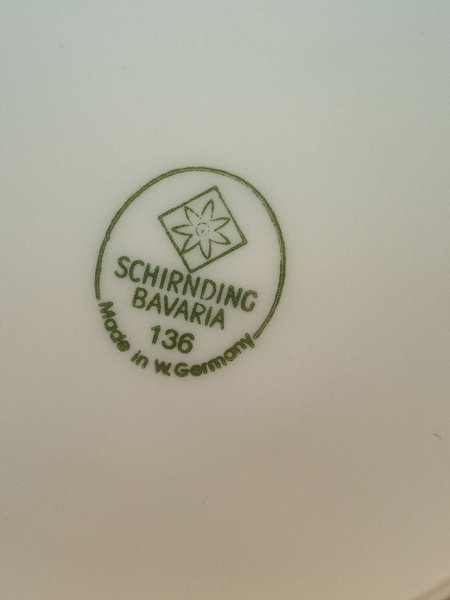 SCHIRNDING
BAVARIA
136
Made in W. Germany